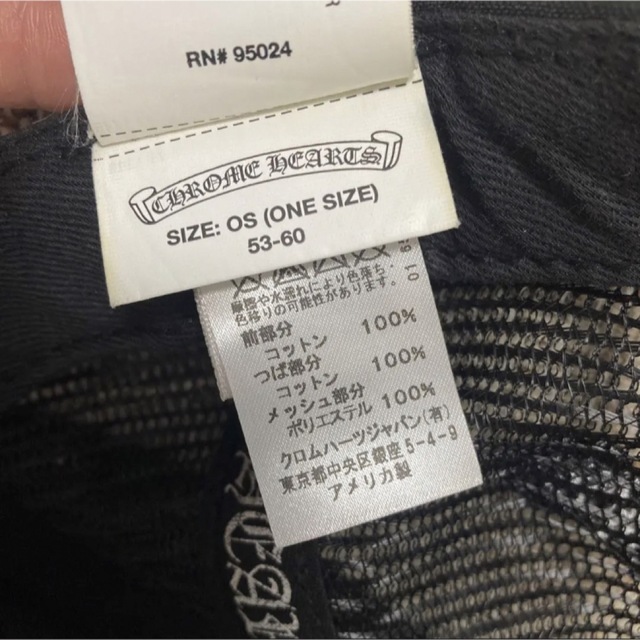 RN# 95024
CHROME HEARTS
SIZE: OS (ONE SIZE)
53-60
摩擦や水濡れにより色落ち・
色移りの可能性があります。
前部分
コットン 100%
つば部分
コットン 100%
メッシュ部分
ポリエステル 100%
クロムハーツジャパン(有)
東京都中央区銀座5-4-9
アメリカ製